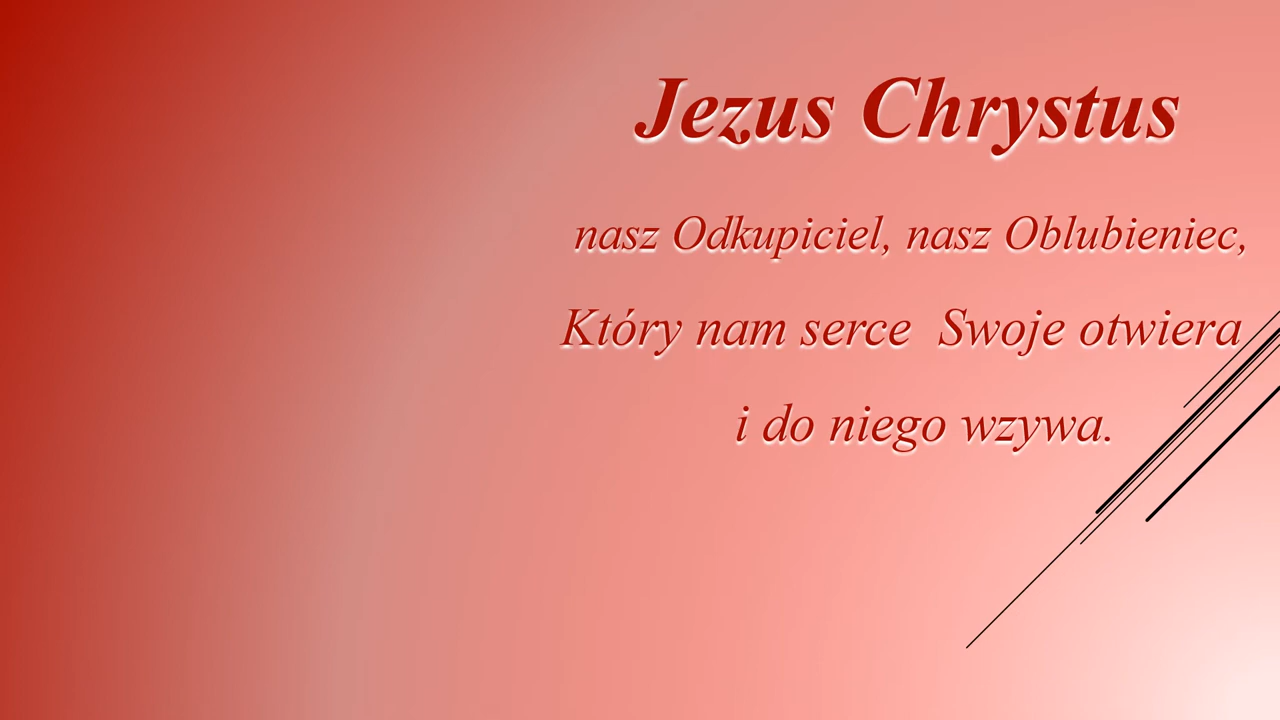 Jezus Chrystus
nasz Odkupiciel, nasz Oblubieniec,
Który nam serce  Swoje otwiera
i do niego wzywa.